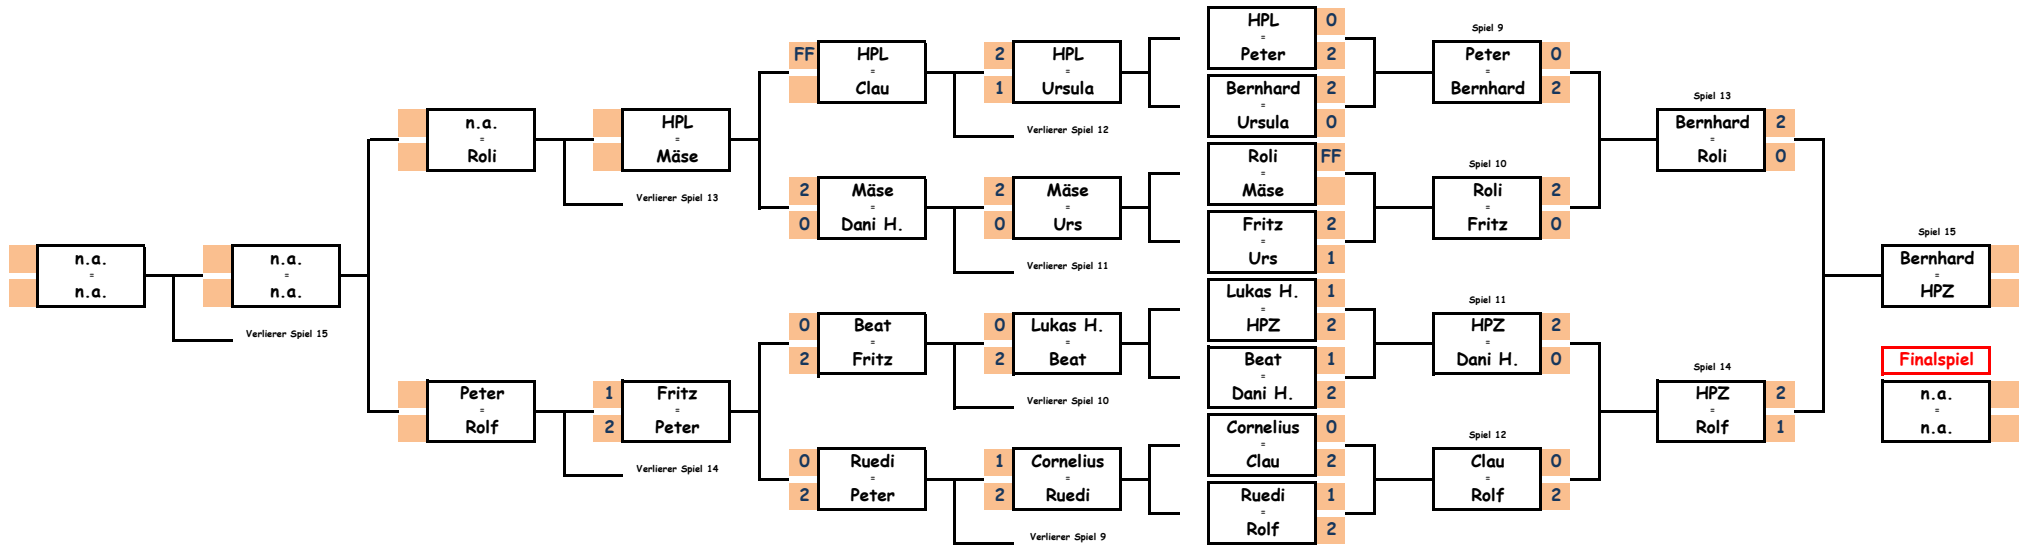 HPL 0
=
Peter 2
Bernhard 2
=
Ursula 0
Roli FF
=
Mäse
Fritz 2
=
Urs 1
Lukas H. 1
=
HPZ 2
Beat 1
=
Dani H. 2
Cornelius 0
=
Clau 2
Ruedi 1
=
Rolf 2
Spiel 9
Peter 0
=
Bernhard 2
Spiel 10
Roli 2
=
Fritz 0
Spiel 11
HPZ 2
=
Dani H. 0
Spiel 12
Clau 0
=
Rolf 2
Spiel 13
Bernhard 2
=
Roli 0
Spiel 14
HPZ 2
=
Rolf 1
Spiel 15
Bernhard
=
HPZ
Finalspiel
n.a.
=
n.a.
2 HPL
=
1 Ursula
Verlierer Spiel 12
2 Mäse
=
0 Urs
Verlierer Spiel 11
0 Lukas H.
=
2 Beat
Verlierer Spiel 10
1 Cornelius
=
2 Ruedi
Verlierer Spiel 9
FF HPL
=
Clau
2 Mäse
=
0 Dani H.
0 Beat
=
2 Fritz
0 Ruedi
=
2 Peter
HPL
=
Mäse
Verlierer Spiel 13
1 Fritz
=
2 Peter
Verlierer Spiel 14
n.a.
=
Roli
Peter
=
Rolf
n.a.
=
n.a.
Verlierer Spiel 15
n.a.
=
n.a.